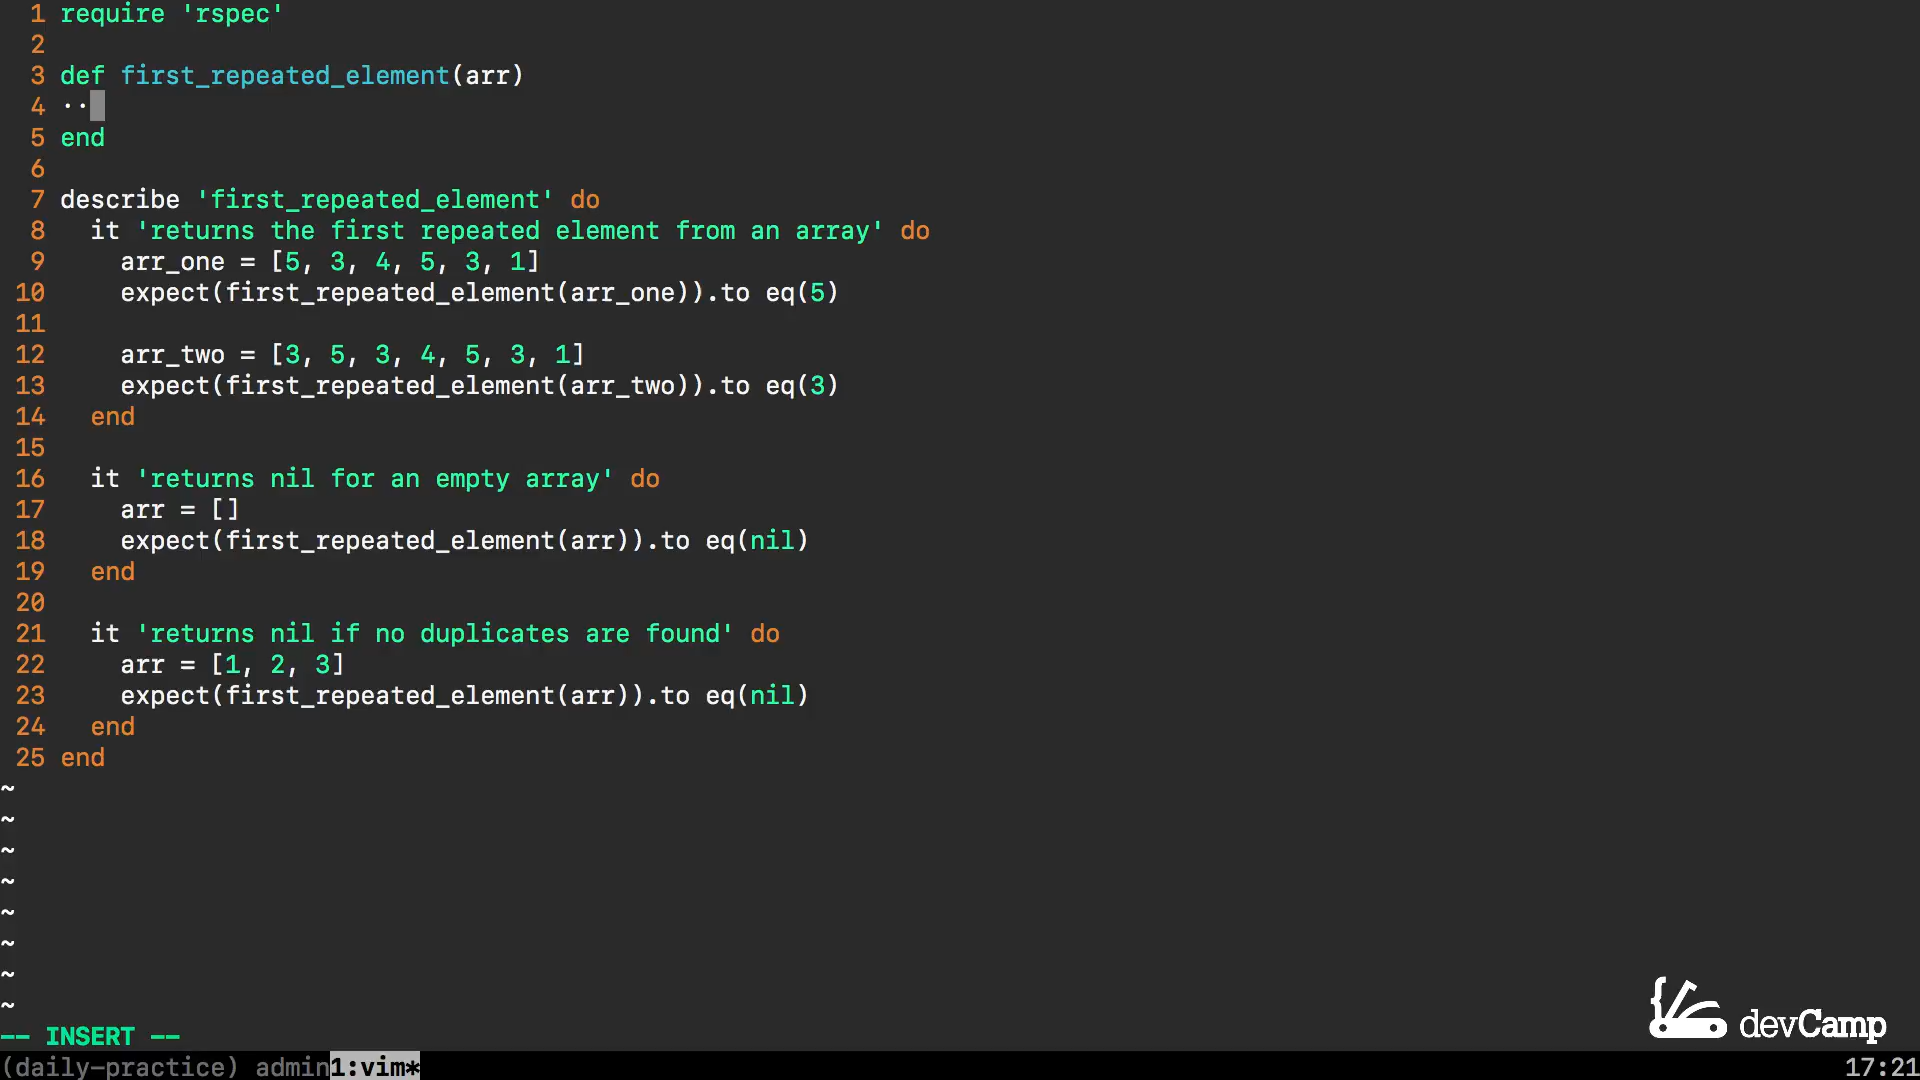 1 require 'rspec'
2
3 def first_repeated_element(arr)
4 ··
5 end
6
7 describe 'first_repeated_element' do
8   it 'returns the first repeated element from an array' do
9     arr_one = [5, 3, 4, 5, 3, 1]
10     expect(first_repeated_element(arr_one)).to eq(5)
11
12     arr_two = [3, 5, 3, 4, 5, 3, 1]
13     expect(first_repeated_element(arr_two)).to eq(3)
14   end
15
16   it 'returns nil for an empty array' do
17     arr = []
18     expect(first_repeated_element(arr)).to eq(nil)
19   end
20
21   it 'returns nil if no duplicates are found' do
22     arr = [1, 2, 3]
23     expect(first_repeated_element(arr)).to eq(nil)
24   end
25 end
~
~
~
~
~
~
~
~
devCamp
-- INSERT --
(daily-practice) admin1:vim* 17:21